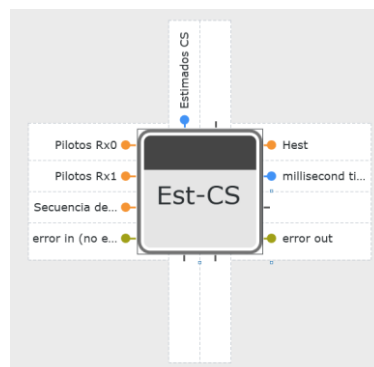 Estimados CS
Pilotos Rx0
Hest
Pilotos Rx1
millisecond ti...
Est-CS
Secuencia de...
error in (no e...
error out